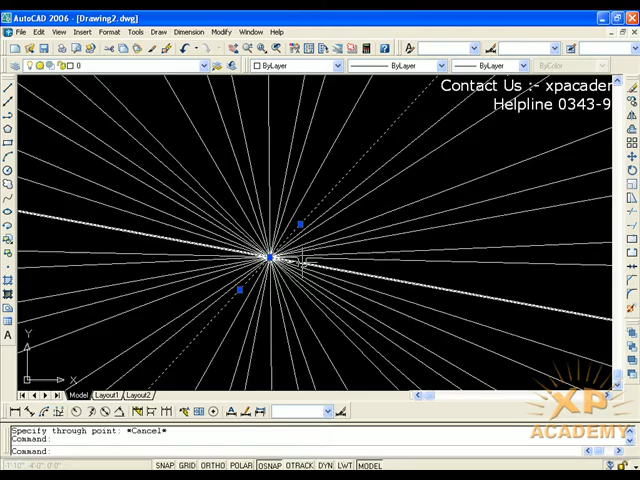 AutoCAD 2006 - [Drawing2.dwg]
File Edit View Insert Format Tools Draw Dimension Modify Window Help
0 ByLayer ByLayer ByLayer ByColor
Contact Us :- xpacadem
Helpline 0343-9
Y
X
Model Layout1 Layout2
XP
ACADEMY
Specify through point: *Cancel*
Command:
Command:
SNAP GRID ORTHO POLAR OSNAP OTRACK DYN LWT MODEL